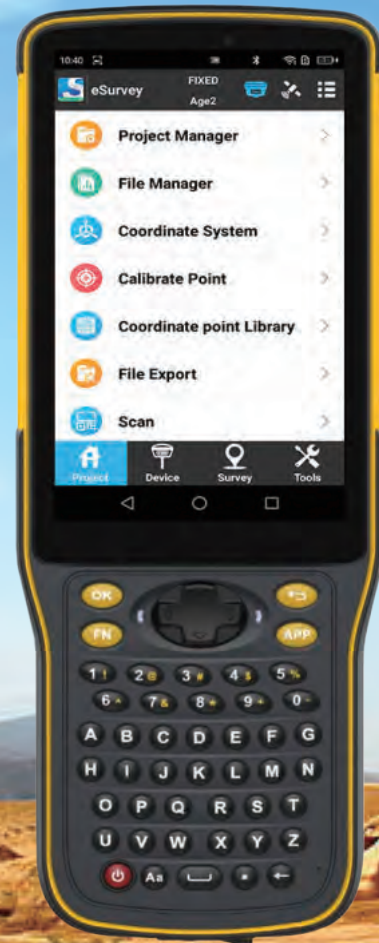 10:40
eSurvey
FIXED
Age2
Project Manager
File Manager
Coordinate System
Calibrate Point
Coordinate point Library
File Export
Scan
Project Device Survey Tools
OK
FN APP
1 ! 2 @ 3 # 4 $ 5 %
6 ^ 7 & 8 * 9 + 0 -
A B C D E F G
H I J K L M N
O P Q R S T
U V W X Y Z
Aa